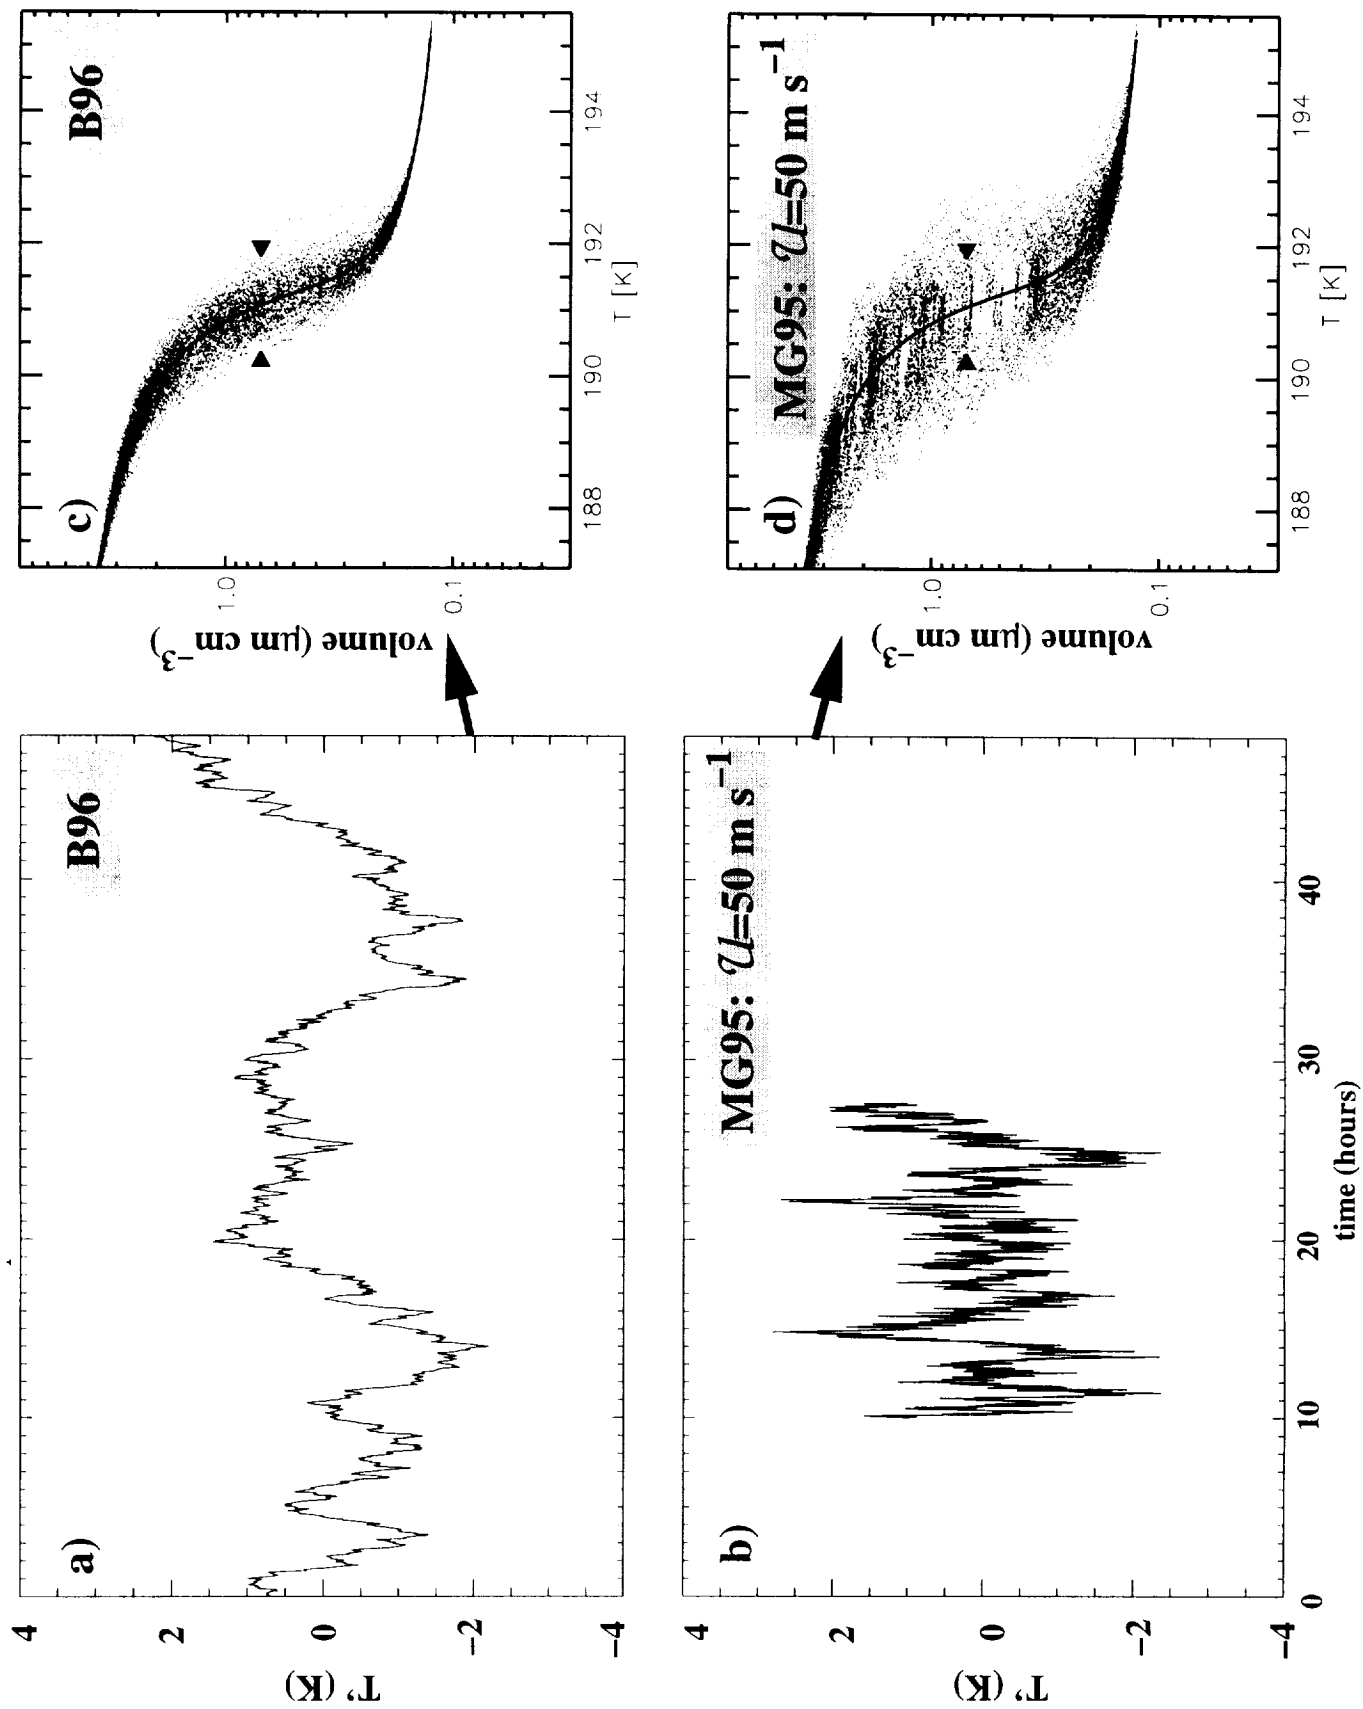 a)
B96
4
2
0
−2
−4
T' (K)
b)
MG95: U=50 m s−1
4
2
0
−2
−4
T' (K)
0
10
20
30
40
time (hours)
c)
B96
1.0
0.1
volume (μm cm−3)
188
190
192
194
T [K]
d)
MG95: U=50 m s−1
1.0
0.1
volume (μm cm−3)
188
190
192
194
T [K]